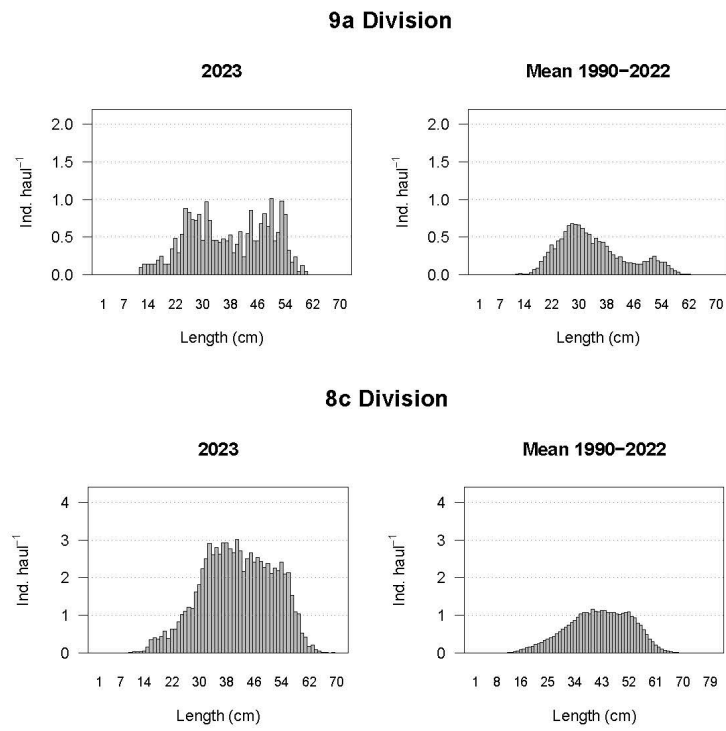 9a Division
2023
Mean 1990−2022
Ind. haul⁻¹
2.0
1.5
1.0
0.5
0.0
1 7 14 22 30 38 46 54 62 70
Length (cm)
Ind. haul⁻¹
2.0
1.5
1.0
0.5
0.0
1 7 14 22 30 38 46 54 62 70
Length (cm)
8c Division
2023
Mean 1990−2022
Ind. haul⁻¹
4
3
2
1
0
1 7 14 22 30 38 46 54 62 70
Length (cm)
Ind. haul⁻¹
4
3
2
1
0
1 8 16 25 34 43 52 61 70 79
Length (cm)